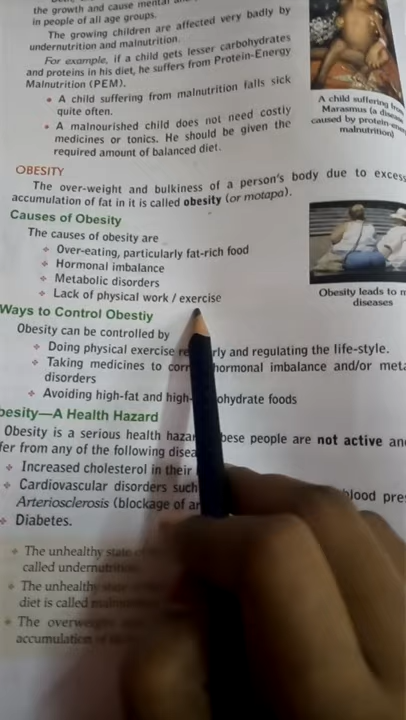 the growth and cause mental
in people of all age groups.
The growing children are affected very badly by
undernutrition and malnutrition.
For example, if a child gets lesser carbohydrates
and proteins in his diet, he suffers from Protein-Energy
Malnutrition (PEM).
• A child suffering from malnutrition falls sick
quite often.
• A malnourished child does not need costly
medicines or tonics. He should be given the
required amount of balanced diet.
A child suffering from
Marasmus (a disease
caused by protein-energy
malnutrition)
OBESITY
The over-weight and bulkiness of a person's body due to excess
accumulation of fat in it is called obesity (or motapa).
Causes of Obesity
The causes of obesity are
❖ Over-eating, particularly fat-rich food
❖ Hormonal imbalance
❖ Metabolic disorders
❖ Lack of physical work / exercise
Obesity leads to
diseases
Ways to Control Obestiy
Obesity can be controlled by
❖ Doing physical exercise and regulating the life-style.
❖ Taking medicines to hormonal imbalance and/or
disorders
❖ Avoiding high-fat and foods
Obesity—A Health Hazard
Obesity is a serious health people are not active
from any of the following
❖ Increased cholesterol in their
❖ Cardiovascular disorders such blood
Arteriosclerosis (blockage of
❖ Diabetes.
❖ The unhealthy state
called
❖ The unhealthy
diet is called
❖ The
accumulation